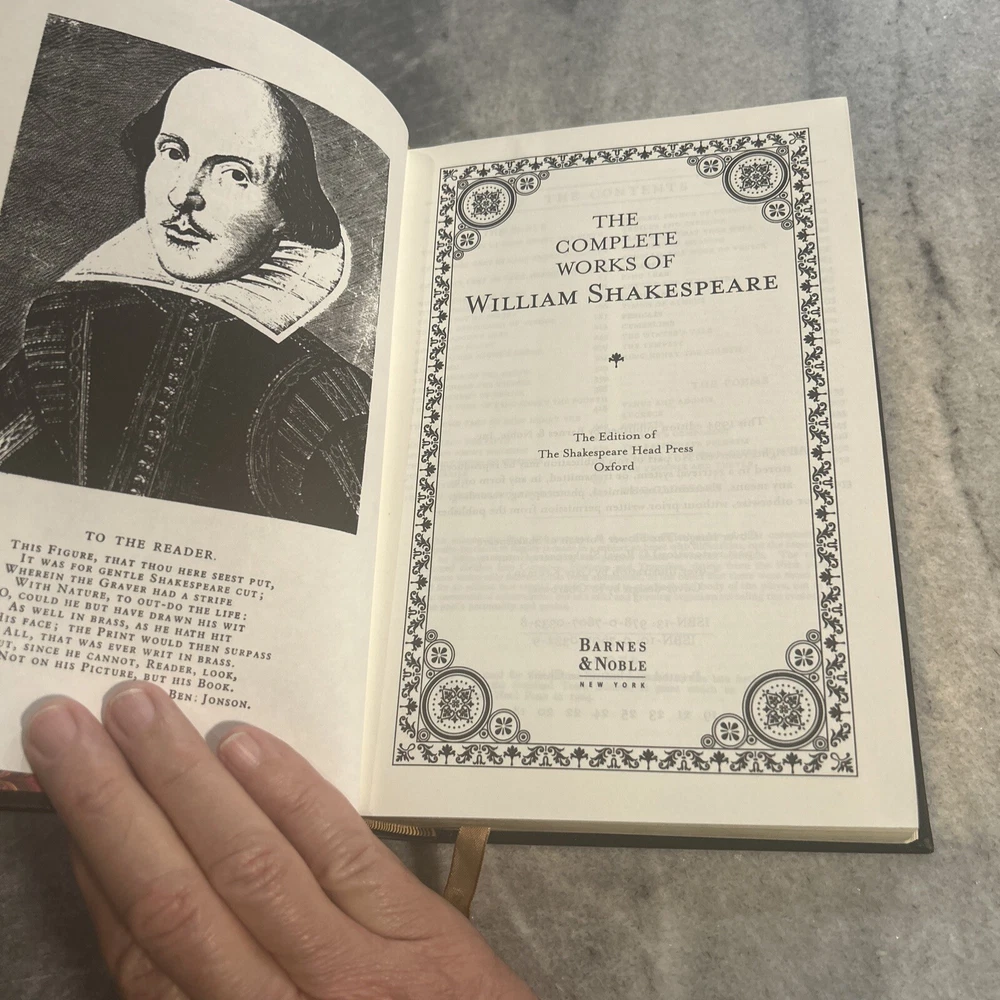 TO THE READER.
THIS FIGURE, THAT THOU HERE SEEST PUT,
IT WAS FOR GENTLE SHAKESPEARE CUT;
WHEREIN THE GRAVER HAD A STRIFE
WITH NATURE, TO OUT-DO THE LIFE:
O, COULD HE BUT HAVE DRAWN HIS WIT
AS WELL IN BRASS, AS HE HATH HIT
HIS FACE; THE PRINT WOULD THEN SURPASS
ALL, THAT WAS EVER WRIT IN BRASS.
BUT, SINCE HE CANNOT, READER, LOOK,
NOT ON HIS PICTURE, BUT HIS BOOK.
BEN: JONSON.
THE
COMPLETE
WORKS OF
WILLIAM SHAKESPEARE
The Edition of
The Shakespeare Head Press
Oxford
BARNES
&NOBLE
NEW YORK